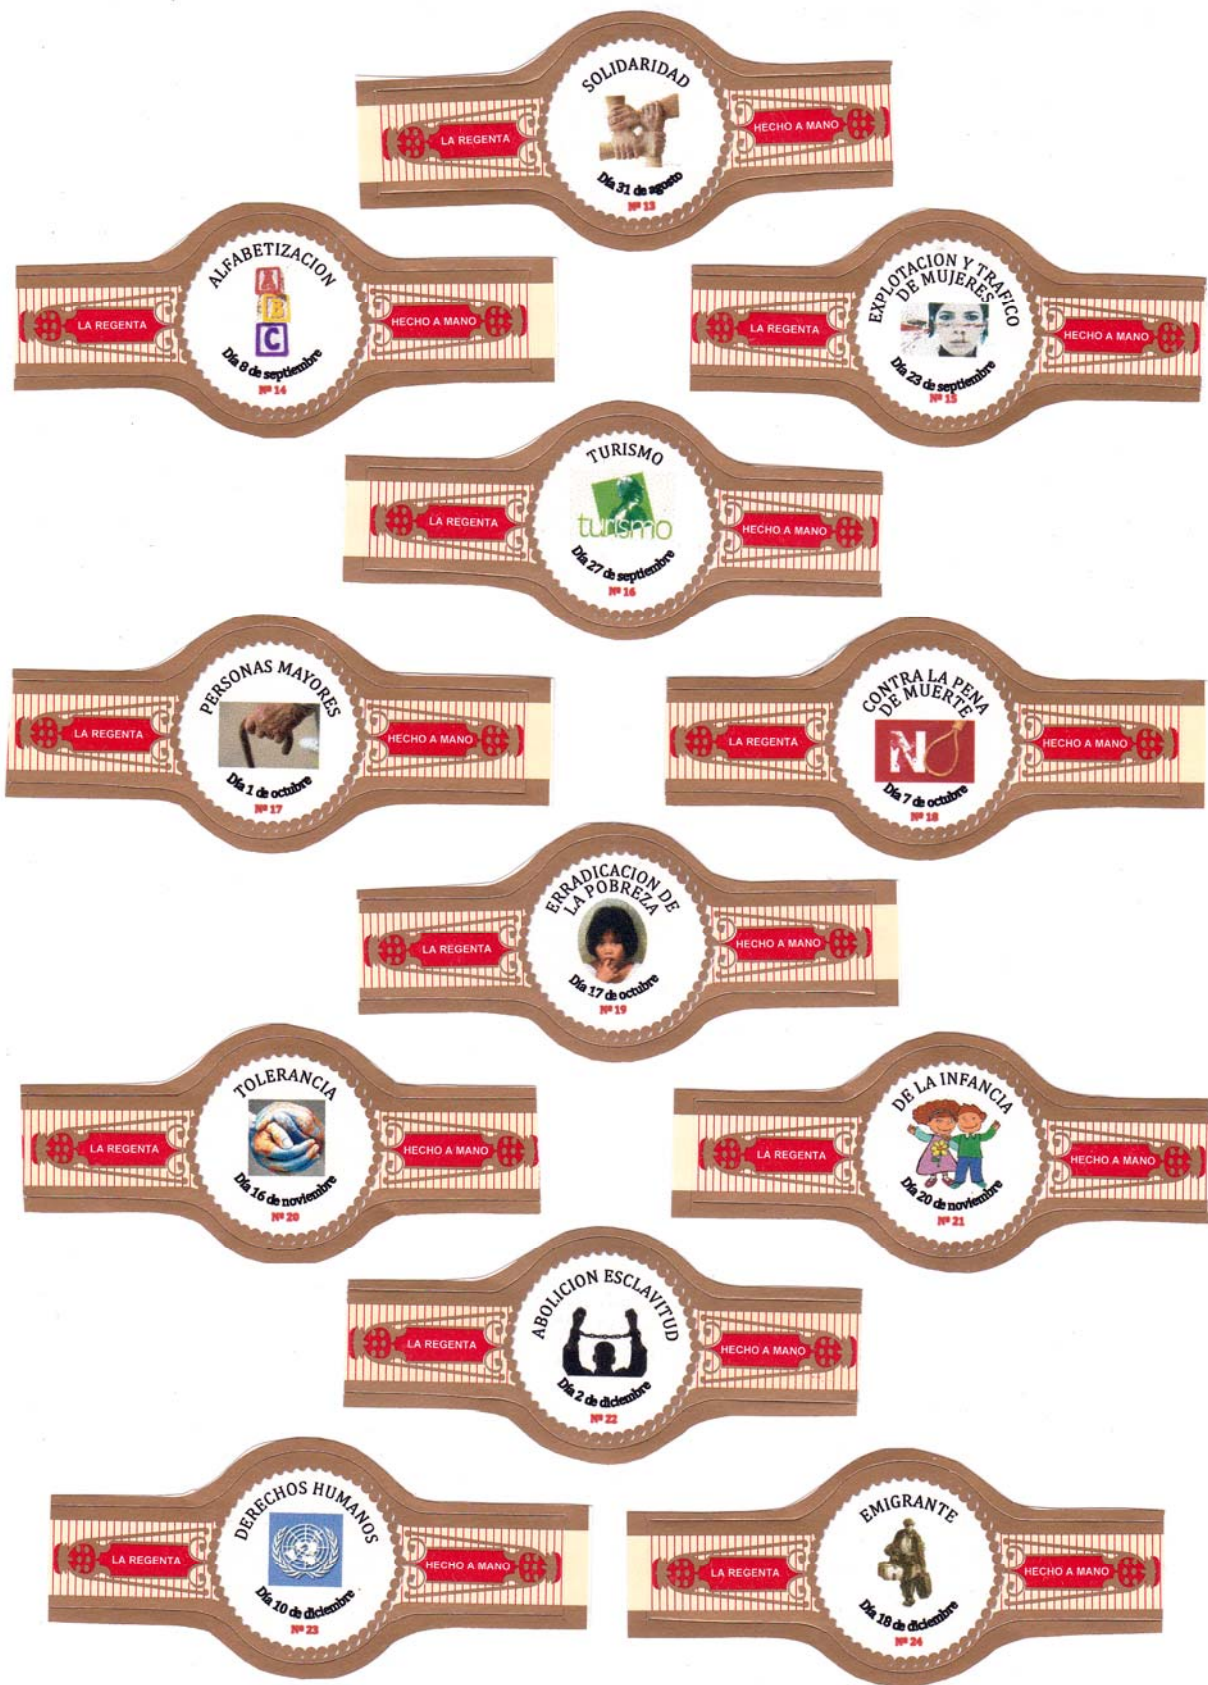 SOLIDARIDAD
LA REGENTA
HECHO A MANO
Día 31 de agosto
Nº 13
ALFABETIZACION
A
B
C
LA REGENTA
HECHO A MANO
Día 8 de septiembre
Nº 14
EXPLOTACION Y TRAFICO
DE MUJERES
LA REGENTA
HECHO A MANO
Día 23 de septiembre
Nº 15
TURISMO
turismo
LA REGENTA
HECHO A MANO
Día 27 de septiembre
Nº 16
PERSONAS MAYORES
LA REGENTA
HECHO A MANO
Día 1 de octubre
Nº 17
CONTRA LA PENA
DE MUERTE
NO
LA REGENTA
HECHO A MANO
Día 7 de octubre
Nº 18
ERRADICACION DE
LA POBREZA
LA REGENTA
HECHO A MANO
Día 17 de octubre
Nº 19
TOLERANCIA
LA REGENTA
HECHO A MANO
Día 16 de noviembre
Nº 20
DE LA INFANCIA
LA REGENTA
HECHO A MANO
Día 20 de noviembre
Nº 21
ABOLICION ESCLAVITUD
LA REGENTA
HECHO A MANO
Día 2 de diciembre
Nº 22
DERECHOS HUMANOS
LA REGENTA
HECHO A MANO
Día 10 de diciembre
Nº 23
EMIGRANTE
LA REGENTA
HECHO A MANO
Día 18 de diciembre
Nº 24